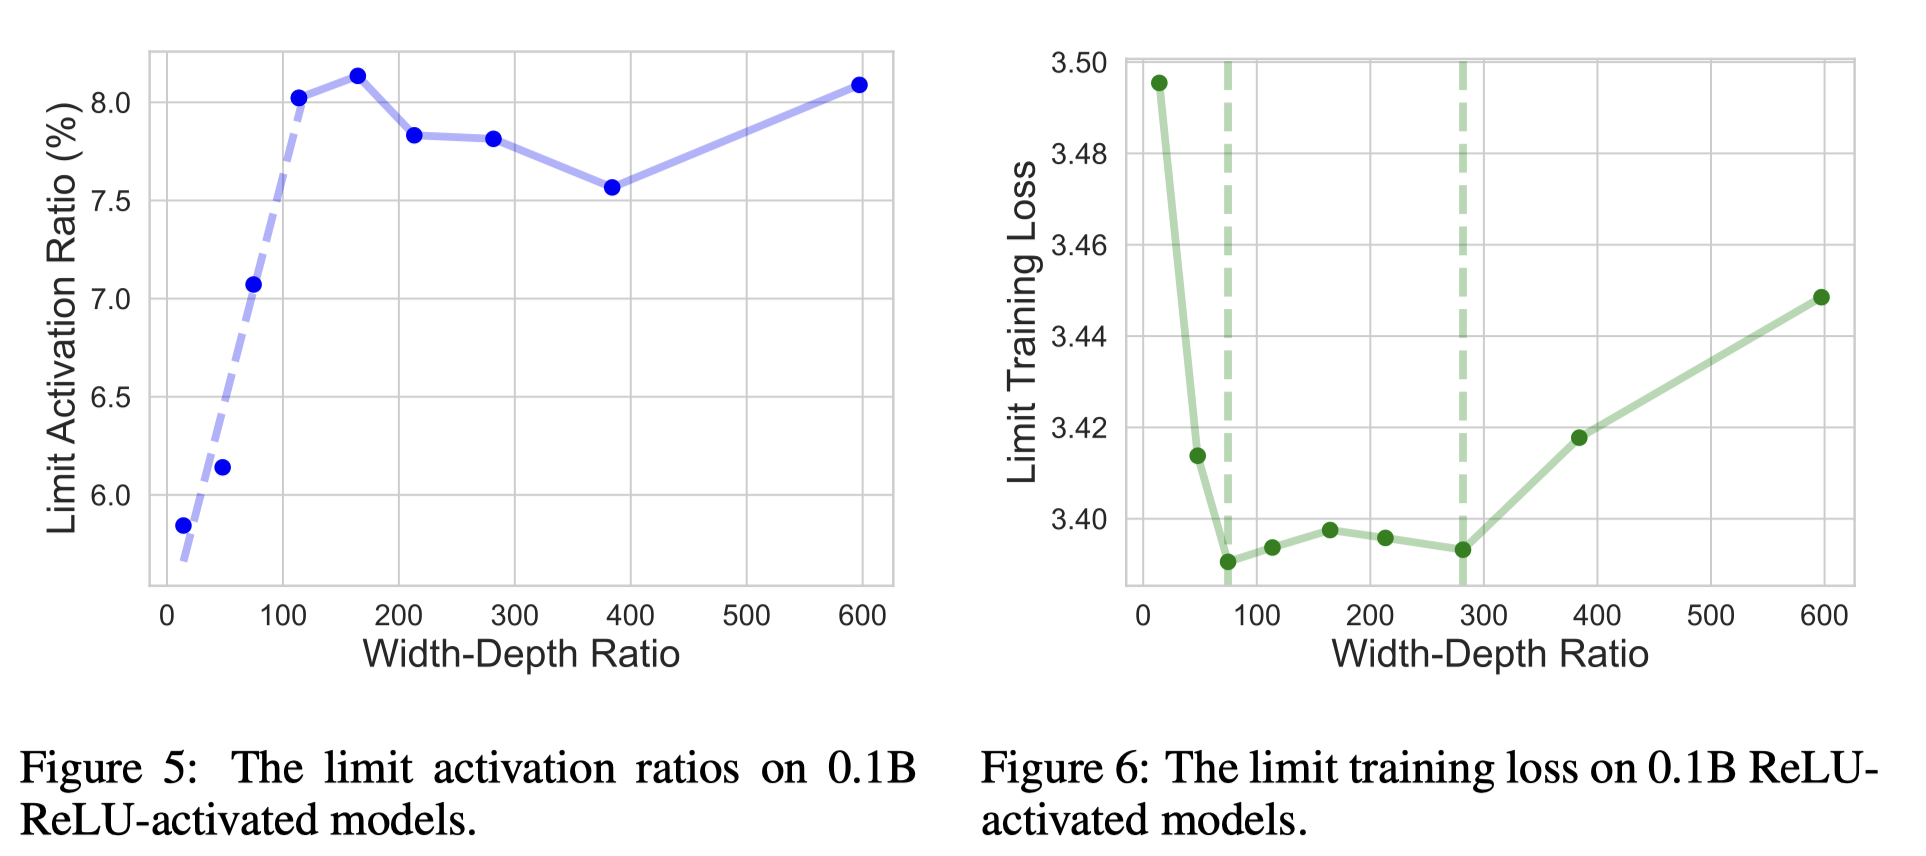 Limit Activation Ratio (%)
8.0
7.5
7.0
6.5
6.0
0 100 200 300 400 500 600
Width-Depth Ratio
Figure 5: The limit activation ratios on 0.1B
ReLU-activated models.
Limit Training Loss
3.50
3.48
3.46
3.44
3.42
3.40
0 100 200 300 400 500 600
Width-Depth Ratio
Figure 6: The limit training loss on 0.1B ReLU-
activated models.